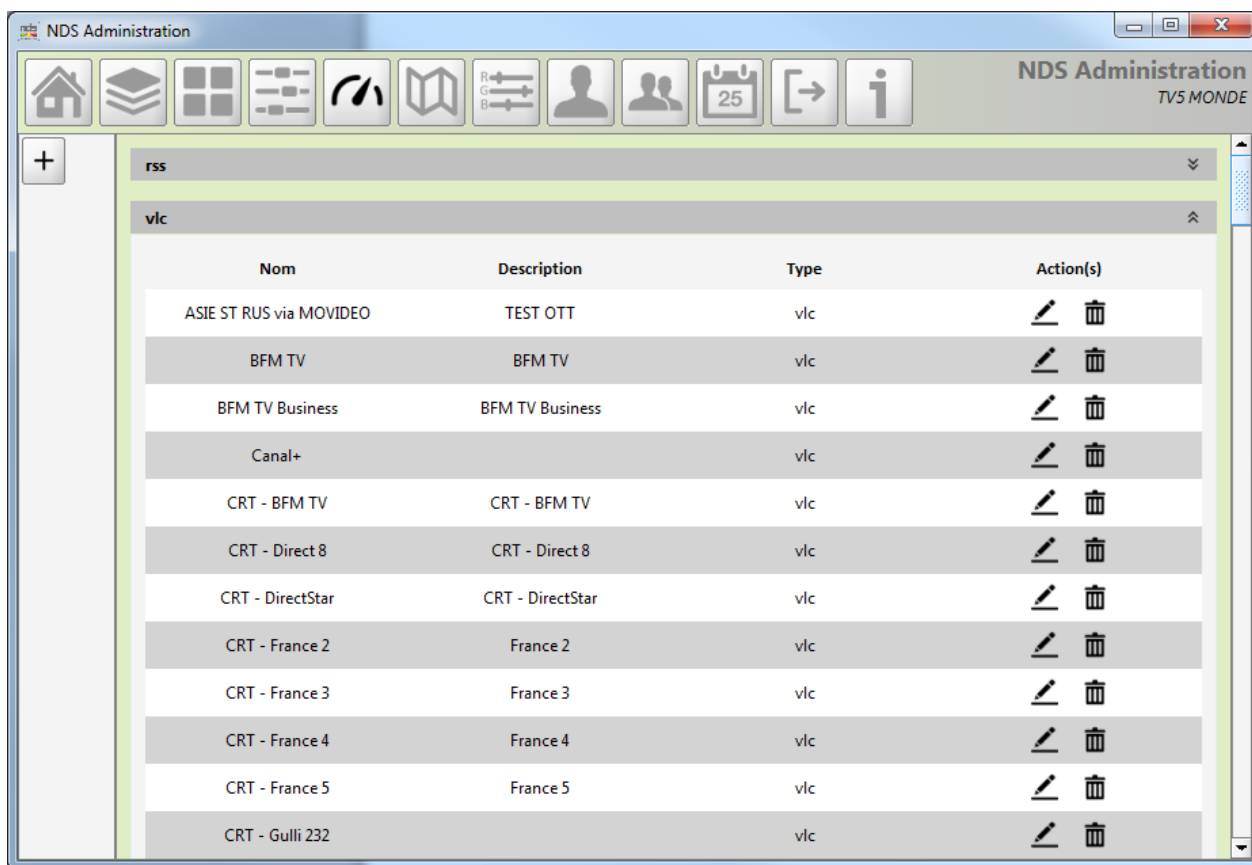 NDS Administration
NDS Administration
TV5 MONDE
R
G
B
25
rss
vlc
Nom Description Type Action(s)
ASIE ST RUS via MOVIDEO TEST OTT vlc
BFM TV BFM TV vlc
BFM TV Business BFM TV Business vlc
Canal+ vlc
CRT - BFM TV CRT - BFM TV vlc
CRT - Direct 8 CRT - Direct 8 vlc
CRT - DirectStar CRT - DirectStar vlc
CRT - France 2 France 2 vlc
CRT - France 3 France 3 vlc
CRT - France 4 France 4 vlc
CRT - France 5 France 5 vlc
CRT - Gulli 232 vlc